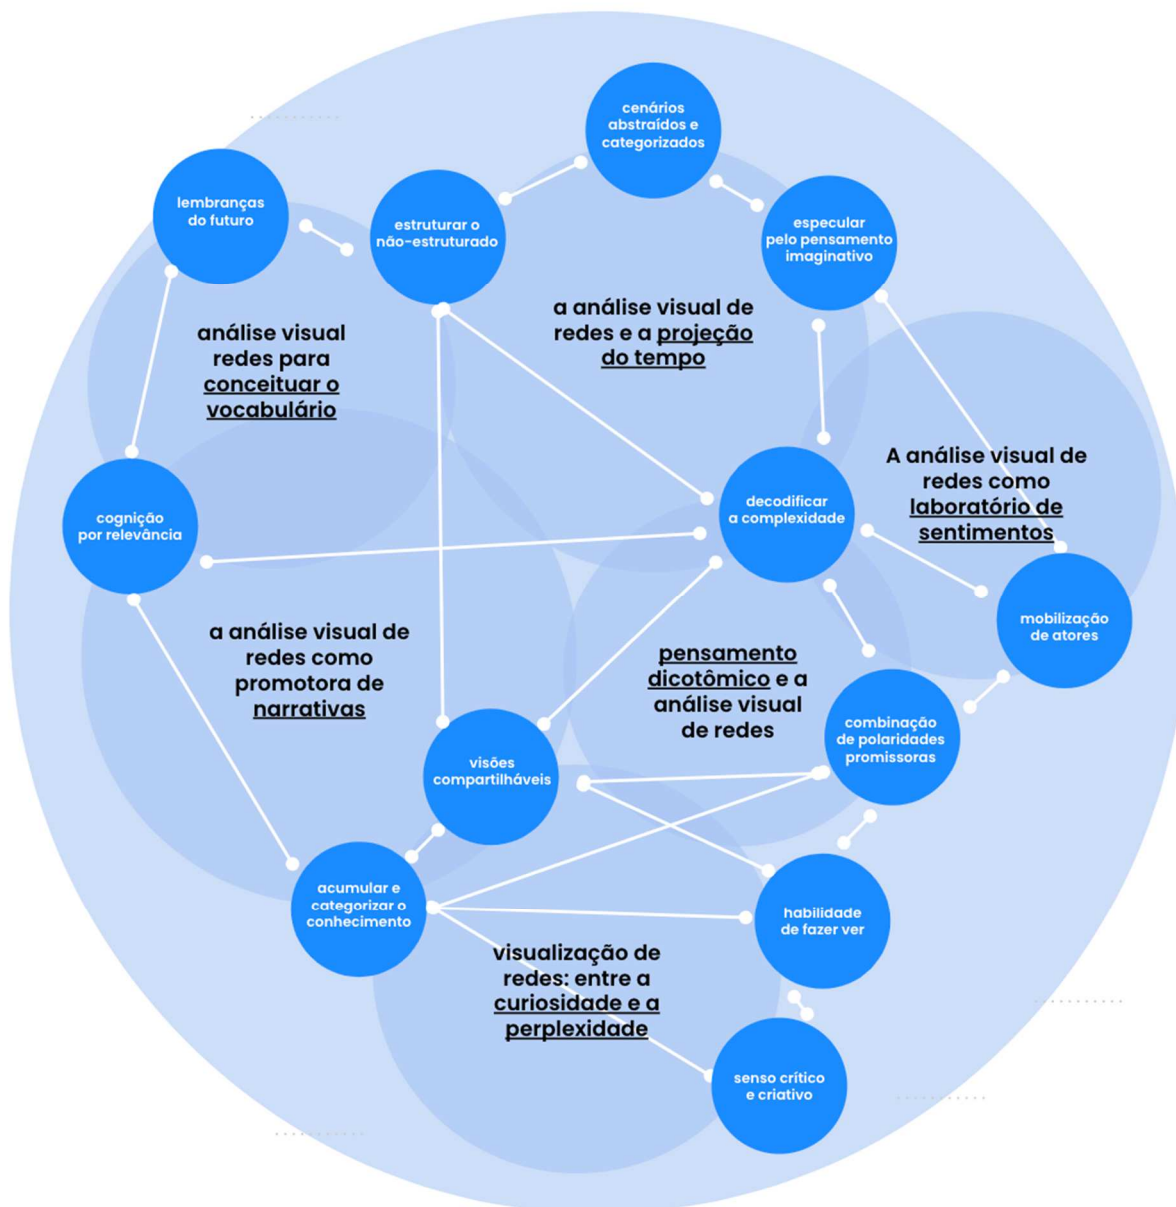 cenários
abstraídos e
categorizados
lembranças
do futuro
estruturar o
não-estruturado
especular
pelo pensamento
imaginativo
análise visual
redes para
conceituar o
vocabulário
a análise visual de
redes e a projeção
do tempo
A análise visual de
redes como
laboratório de
sentimentos
cognição
por relevância
decodificar
a complexidade
mobilização
de atores
a análise visual de
redes como
promotora de
narrativas
pensamento
dicotômico e a
análise visual
de redes
combinação
de polaridades
promissoras
visões
compartilháveis
acumular e
categorizar o
conhecimento
habilidade
de fazer ver
visualização de
redes: entre a
curiosidade e a
perplexidade
senso crítico
e criativo